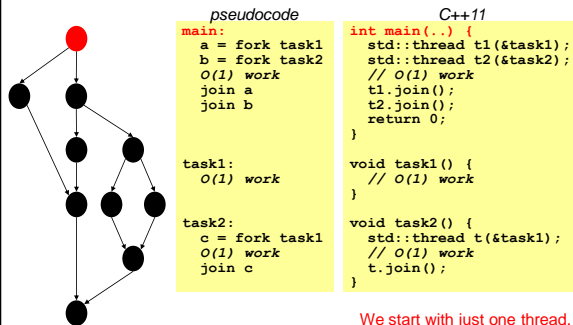 pseudocode
main:
a = fork task1
b = fork task2
O(1) work
join a
join b
task1:
O(1) work
task2:
c = fork task1
O(1) work
join c
C++11
int main(..) {
std::thread t1(&task1);
std::thread t2(&task2);
// O(1) work
t1.join();
t2.join();
return 0;
}
void task1() {
// O(1) work
}
void task2() {
std::thread t(&task1);
// O(1) work
t.join();
}
We start with just one thread.